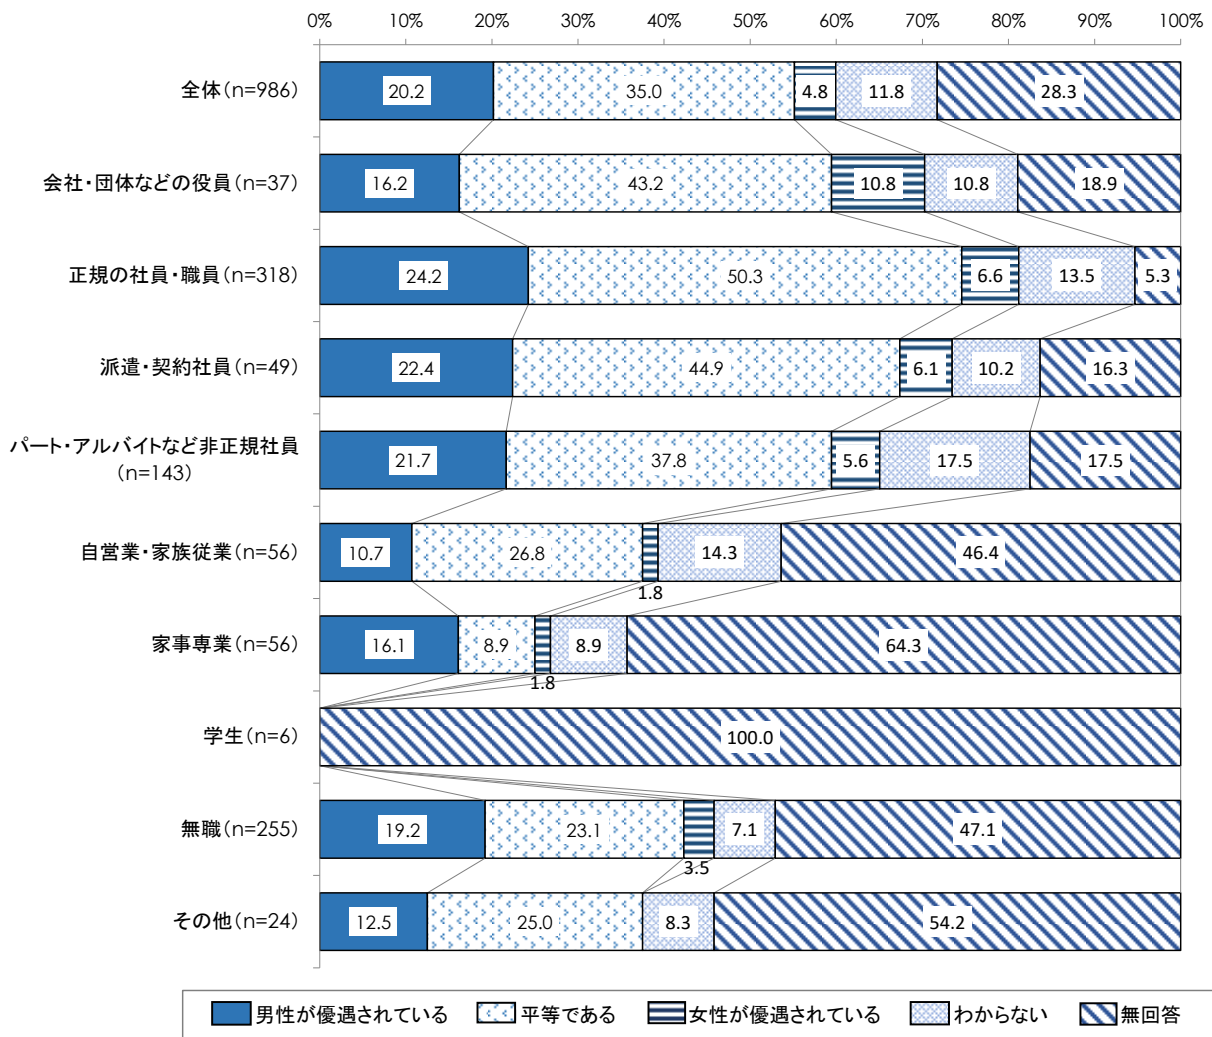 0% 10% 20% 30% 40% 50% 60% 70% 80% 90% 100%
全体(n=986) 20.2 35.0 4.8 11.8 28.3
会社・団体などの役員(n=37) 16.2 43.2 10.8 10.8 18.9
正規の社員・職員(n=318) 24.2 50.3 6.6 13.5 5.3
派遣・契約社員(n=49) 22.4 44.9 6.1 10.2 16.3
パート・アルバイトなど非正規社員
(n=143) 21.7 37.8 5.6 17.5 17.5
自営業・家族従業(n=56) 10.7 26.8 1.8 14.3 46.4
家事専業(n=56) 16.1 8.9 1.8 8.9 64.3
学生(n=6) 100.0
無職(n=255) 19.2 23.1 3.5 7.1 47.1
その他(n=24) 12.5 25.0 8.3 54.2
男性が優遇されている 平等である 女性が優遇されている わからない 無回答